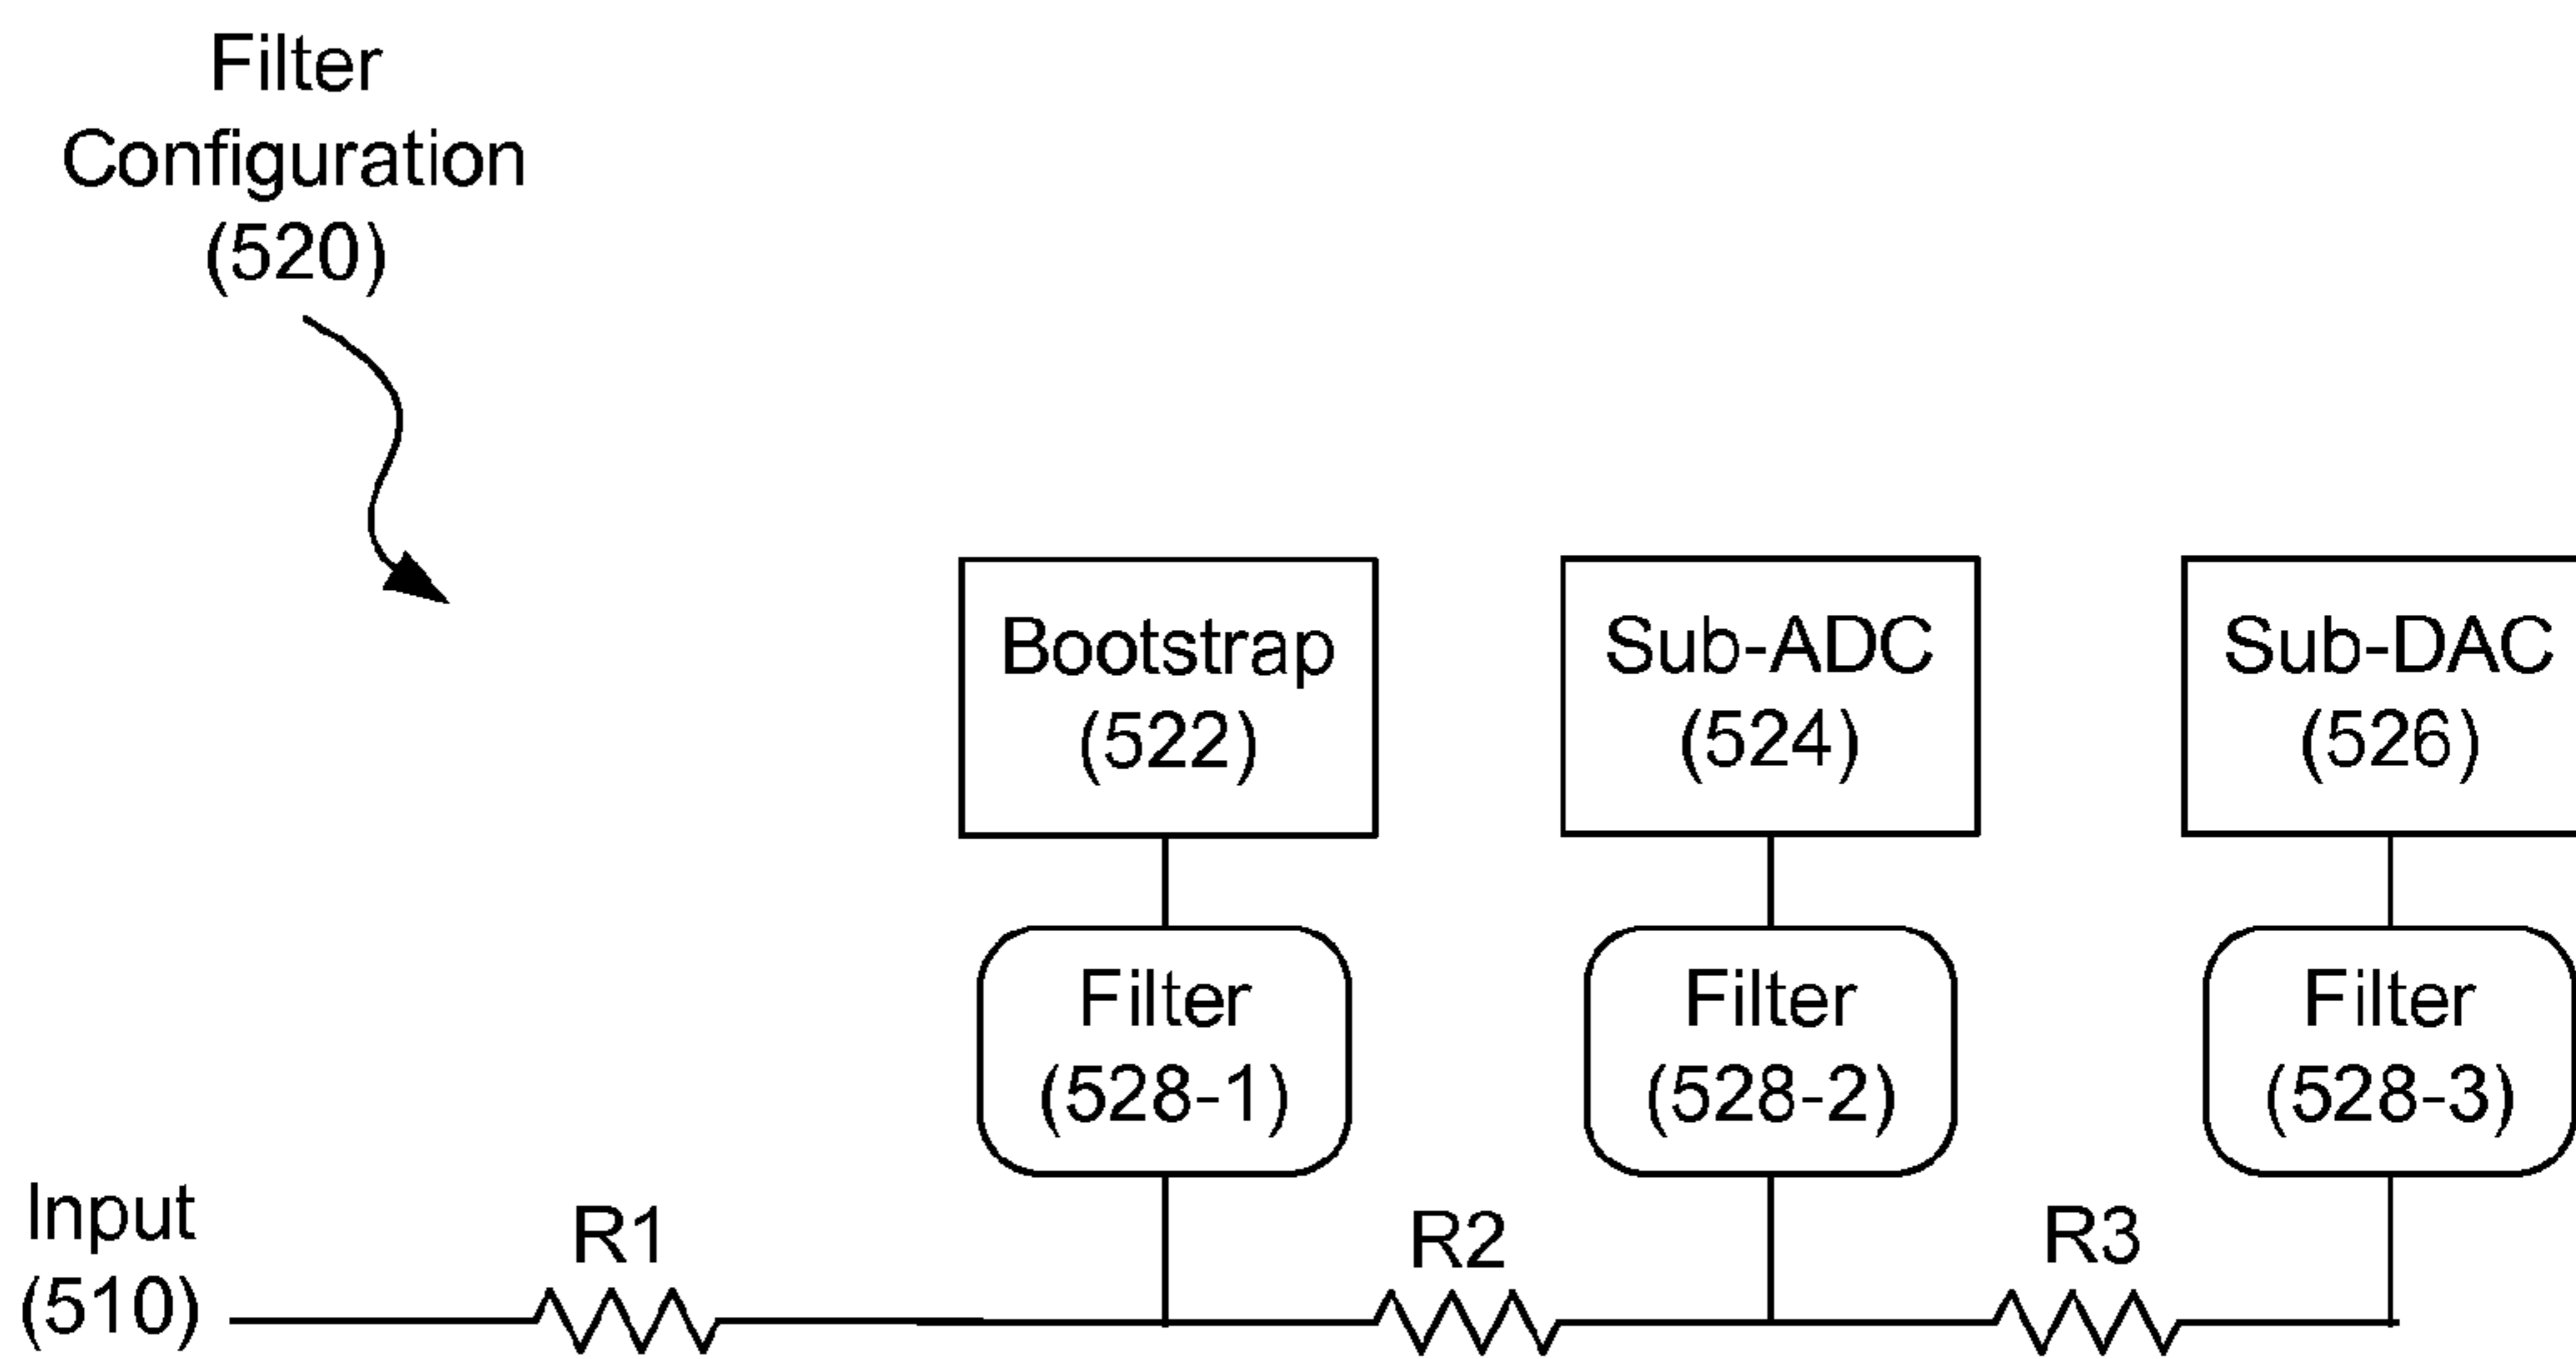 Filter
Configuration
(520)
Bootstrap
(522)
Sub-ADC
(524)
Sub-DAC
(526)
Filter
(528-1)
Filter
(528-2)
Filter
(528-3)
Input
(510)
R1
R2
R3